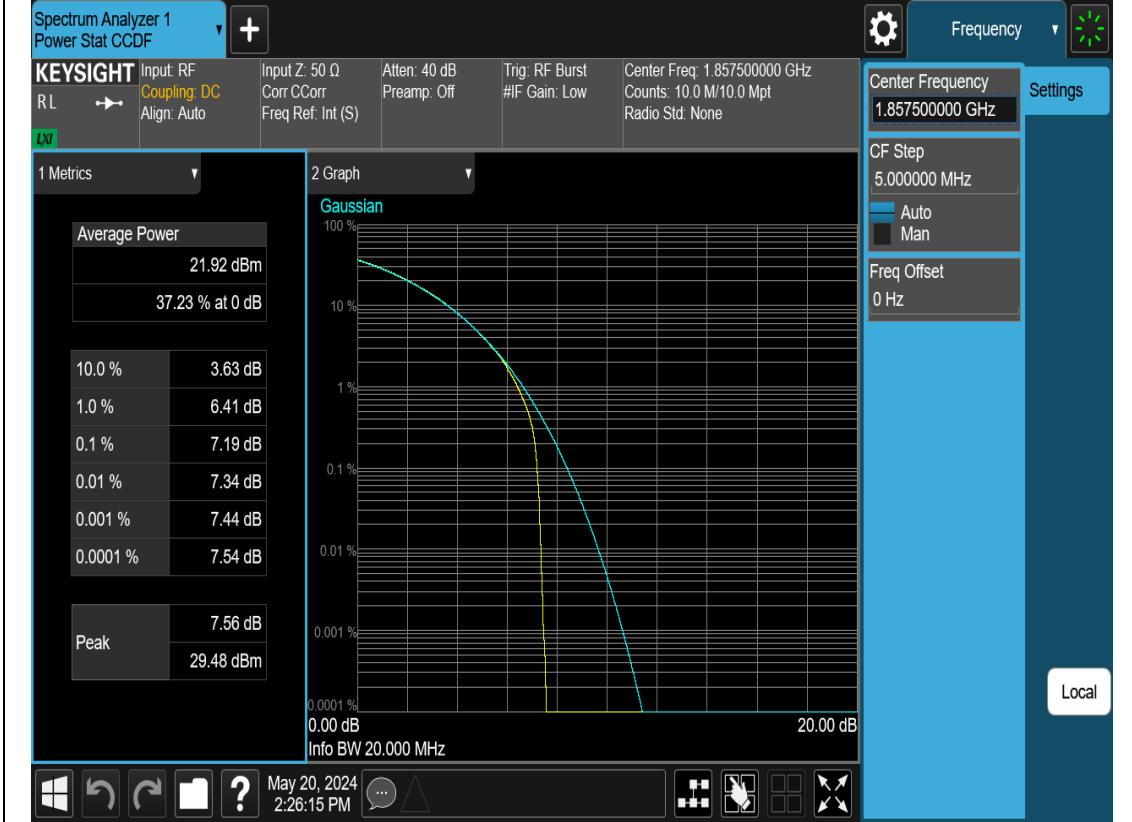 Spectrum Analyzer 1
Power Stat CCDF
+
Frequency
KEYSIGHT
RL
LXI
Input: RF
Coupling: DC
Align: Auto
Input Z: 50 Ω
Corr CCorr
Freq Ref: Int (S)
Atten: 40 dB
Preamp: Off
Trig: RF Burst
#IF Gain: Low
Center Freq: 1.857500000 GHz
Counts: 10.0 M/10.0 Mpt
Radio Std: None
Center Frequency
1.857500000 GHz
Settings
CF Step
5.000000 MHz
Auto
Man
Freq Offset
0 Hz
Local
1 Metrics
Average Power
21.92 dBm
37.23 % at 0 dB
10.0 % 3.63 dB
1.0 % 6.41 dB
0.1 % 7.19 dB
0.01 % 7.34 dB
0.001 % 7.44 dB
0.0001 % 7.54 dB
Peak
7.56 dB
29.48 dBm
2 Graph
Gaussian
100 %
10 %
1 %
0.1 %
0.01 %
0.001 %
0.0001 %
0.00 dB 20.00 dB
Info BW 20.000 MHz
?
May 20, 2024
2:26:15 PM